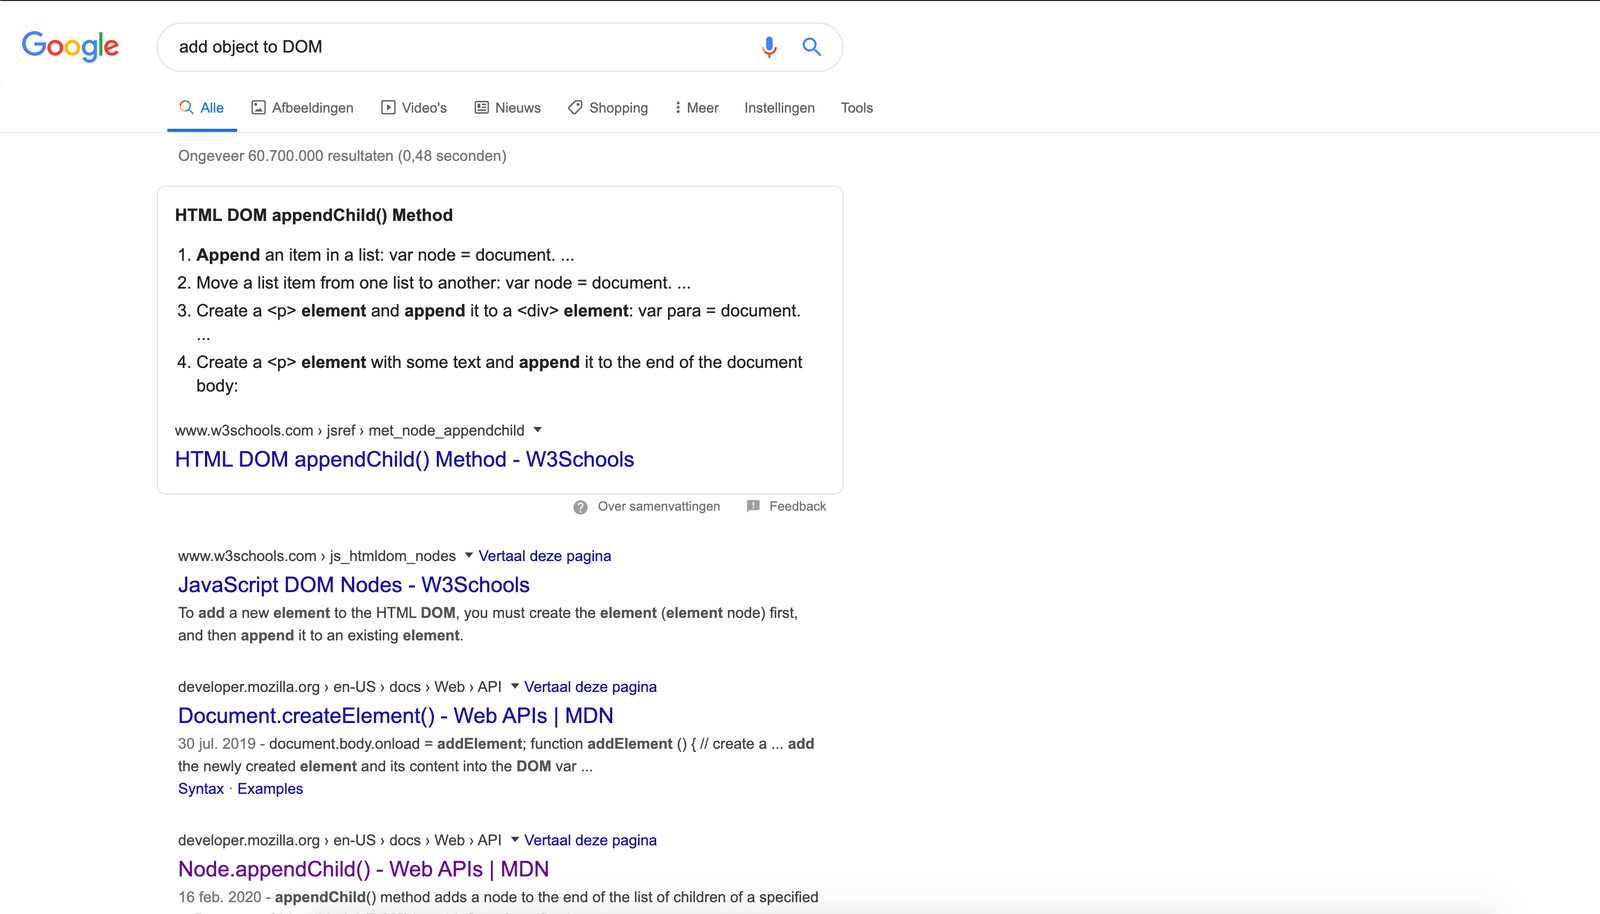 Google
add object to DOM
Alle Afbeeldingen Video's Nieuws Shopping Meer Instellingen Tools
Ongeveer 60.700.000 resultaten (0,48 seconden)
HTML DOM appendChild() Method
1. Append an item in a list: var node = document. ...
2. Move a list item from one list to another: var node = document. ...
3. Create a <p> element and append it to a <div> element: var para = document.
...
4. Create a <p> element with some text and append it to the end of the document
body:
www.w3schools.com › jsref › met_node_appendchild
HTML DOM appendChild() Method - W3Schools
Over samenvattingen Feedback
www.w3schools.com › js_htmldom_nodes Vertaal deze pagina
JavaScript DOM Nodes - W3Schools
To add a new element to the HTML DOM, you must create the element (element node) first,
and then append it to an existing element.
developer.mozilla.org › en-US › docs › Web › API Vertaal deze pagina
Document.createElement() - Web APIs | MDN
30 jul. 2019 - document.body.onload = addElement; function addElement () { // create a ... add
the newly created element and its content into the DOM var ...
Syntax · Examples
developer.mozilla.org › en-US › docs › Web › API Vertaal deze pagina
Node.appendChild() - Web APIs | MDN
16 feb. 2020 - appendChild() method adds a node to the end of the list of children of a specified